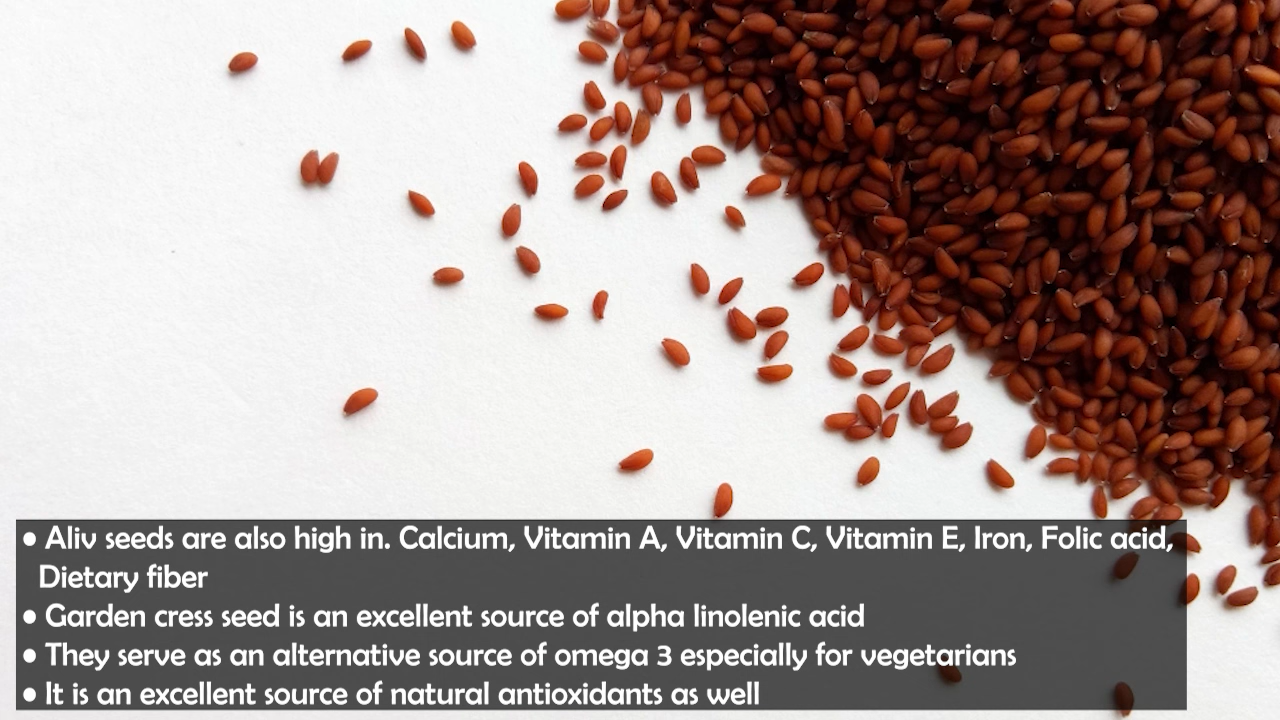 • Aliv seeds are also high in. Calcium, Vitamin A, Vitamin C, Vitamin E, Iron, Folic acid,
Dietary fiber
• Garden cress seed is an excellent source of alpha linolenic acid
• They serve as an alternative source of omega 3 especially for vegetarians
• It is an excellent source of natural antioxidants as well